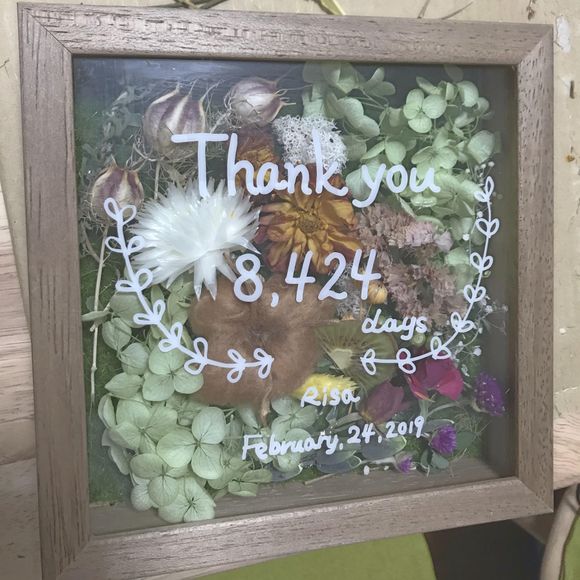 Thank you
8,424
days
Risa
February, 24, 2019